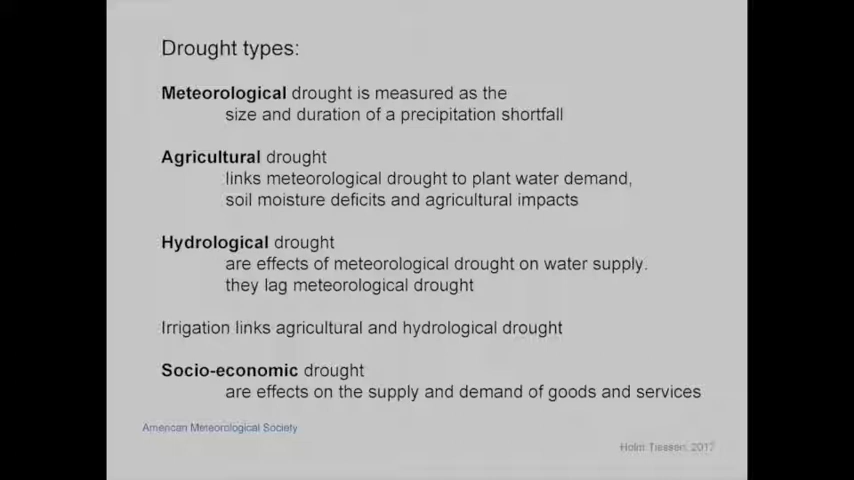 Drought types:
Meteorological drought is measured as the
size and duration of a precipitation shortfall
Agricultural drought
links meteorological drought to plant water demand,
soil moisture deficits and agricultural impacts
Hydrological drought
are effects of meteorological drought on water supply.
they lag meteorological drought
Irrigation links agricultural and hydrological drought
Socio-economic drought
are effects on the supply and demand of goods and services
American Meteorological Society
Holm Tiessen, 2017